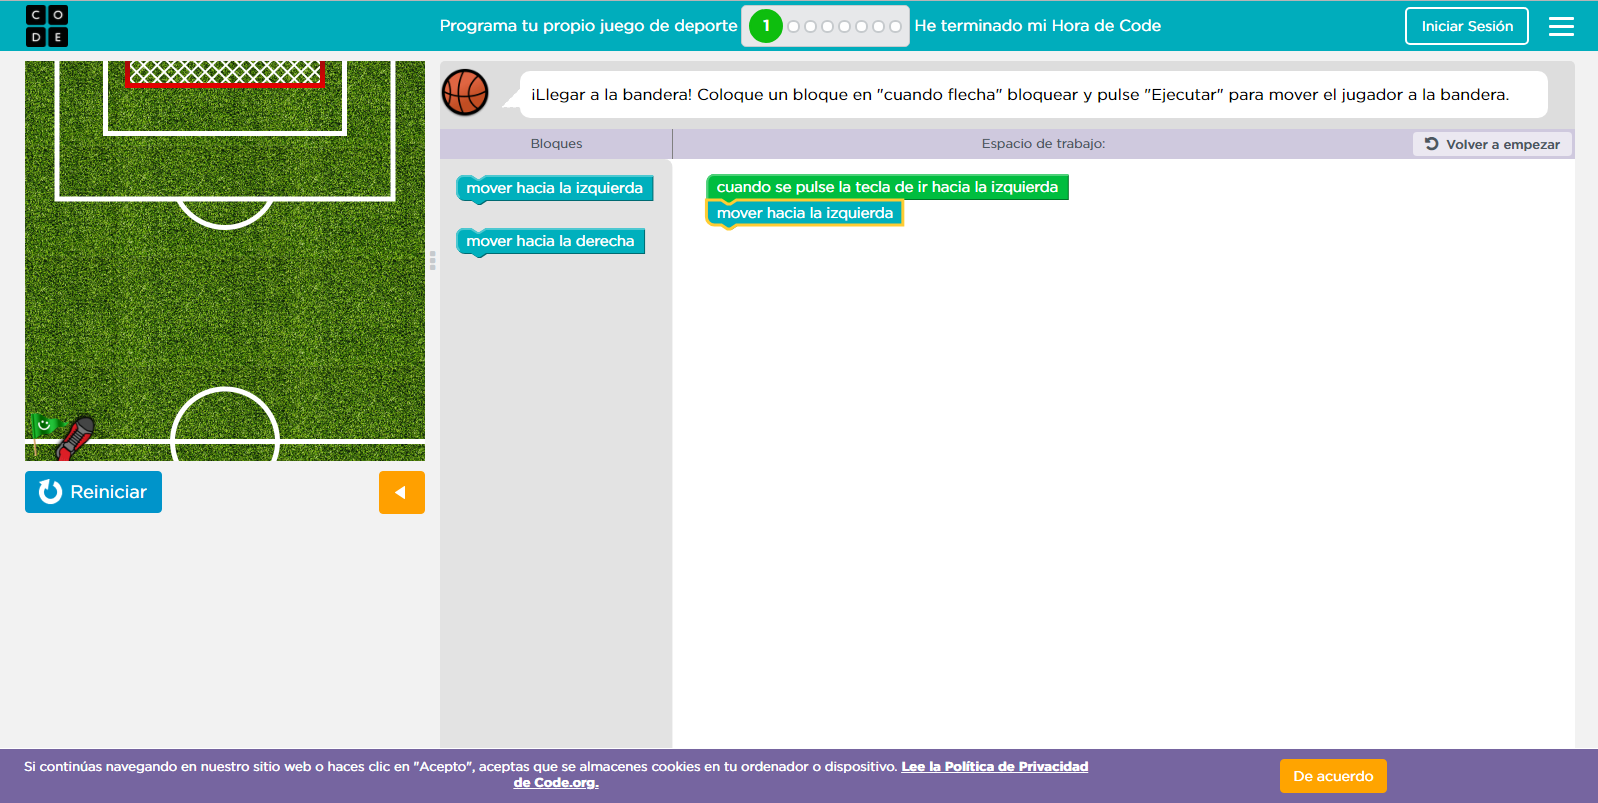 CODE
Programa tu propio juego de deporte 1 He terminado mi Hora de Code
Iniciar Sesión
¡Llegar a la bandera! Coloque un bloque en "cuando flecha" bloquear y pulse "Ejecutar" para mover el jugador a la bandera.
Bloques
Espacio de trabajo:
Volver a empezar
mover hacia la izquierda
mover hacia la derecha
cuando se pulse la tecla de ir hacia la izquierda
mover hacia la izquierda
Reiniciar
Si continúas navegando en nuestro sitio web o haces clic en "Acepto", aceptas que se almacenes cookies en tu ordenador o dispositivo. Lee la Política de Privacidad
de Code.org.
De acuerdo